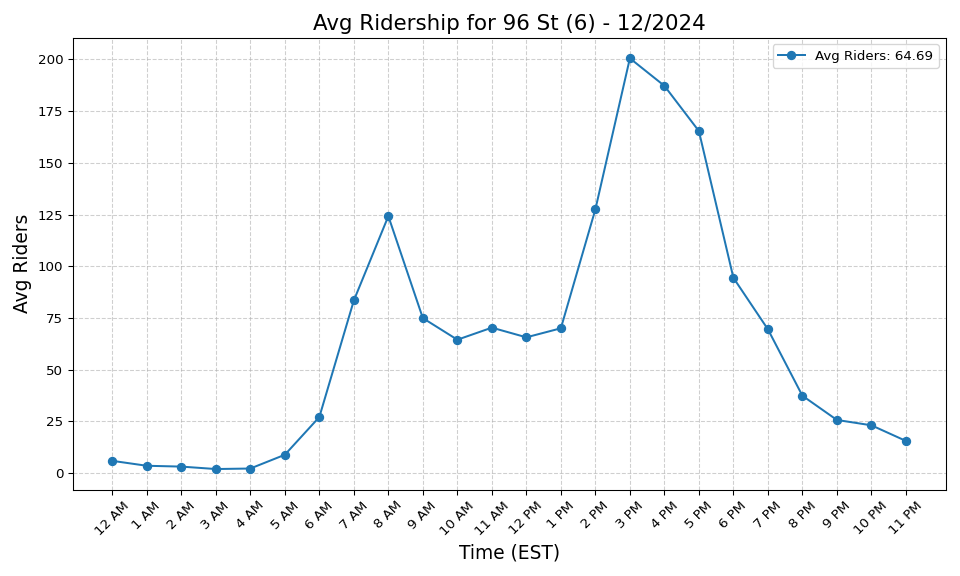 Avg Ridership for 96 St (6) - 12/2024
Avg Riders: 64.69
200
175
150
125
100
75
50
25
0
Avg Riders
12 AM
1 AM
2 AM
3 AM
4 AM
5 AM
6 AM
7 AM
8 AM
9 AM
10 AM
11 AM
12 PM
1 PM
2 PM
3 PM
4 PM
5 PM
6 PM
7 PM
8 PM
9 PM
10 PM
11 PM
Time (EST)